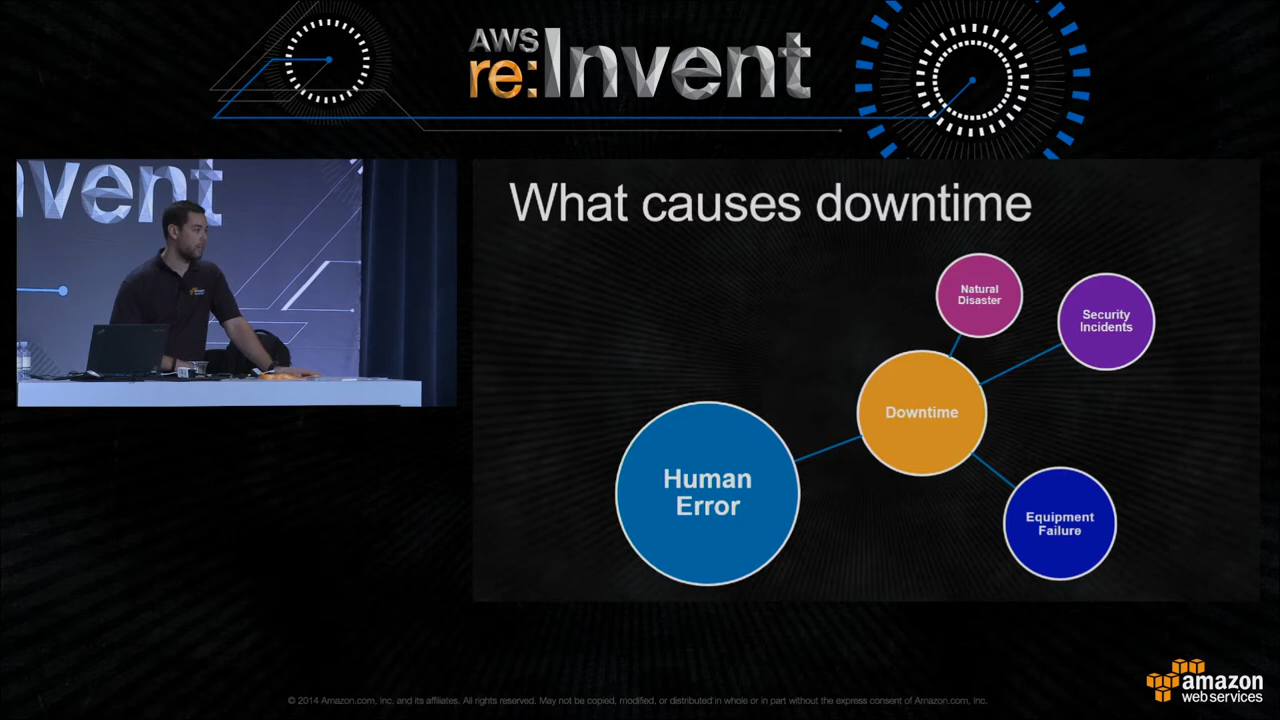 AWS
re:Invent
nvent
What causes downtime
Natural
Disaster
Security
Incidents
Downtime
Human
Error
Equipment
Failure
amazon
web services
© 2014 Amazon.com, inc. and its affiliates. All rights reserved. May not be copied, modified, or distributed in whole or in part without the express consent of Amazon.com, inc.